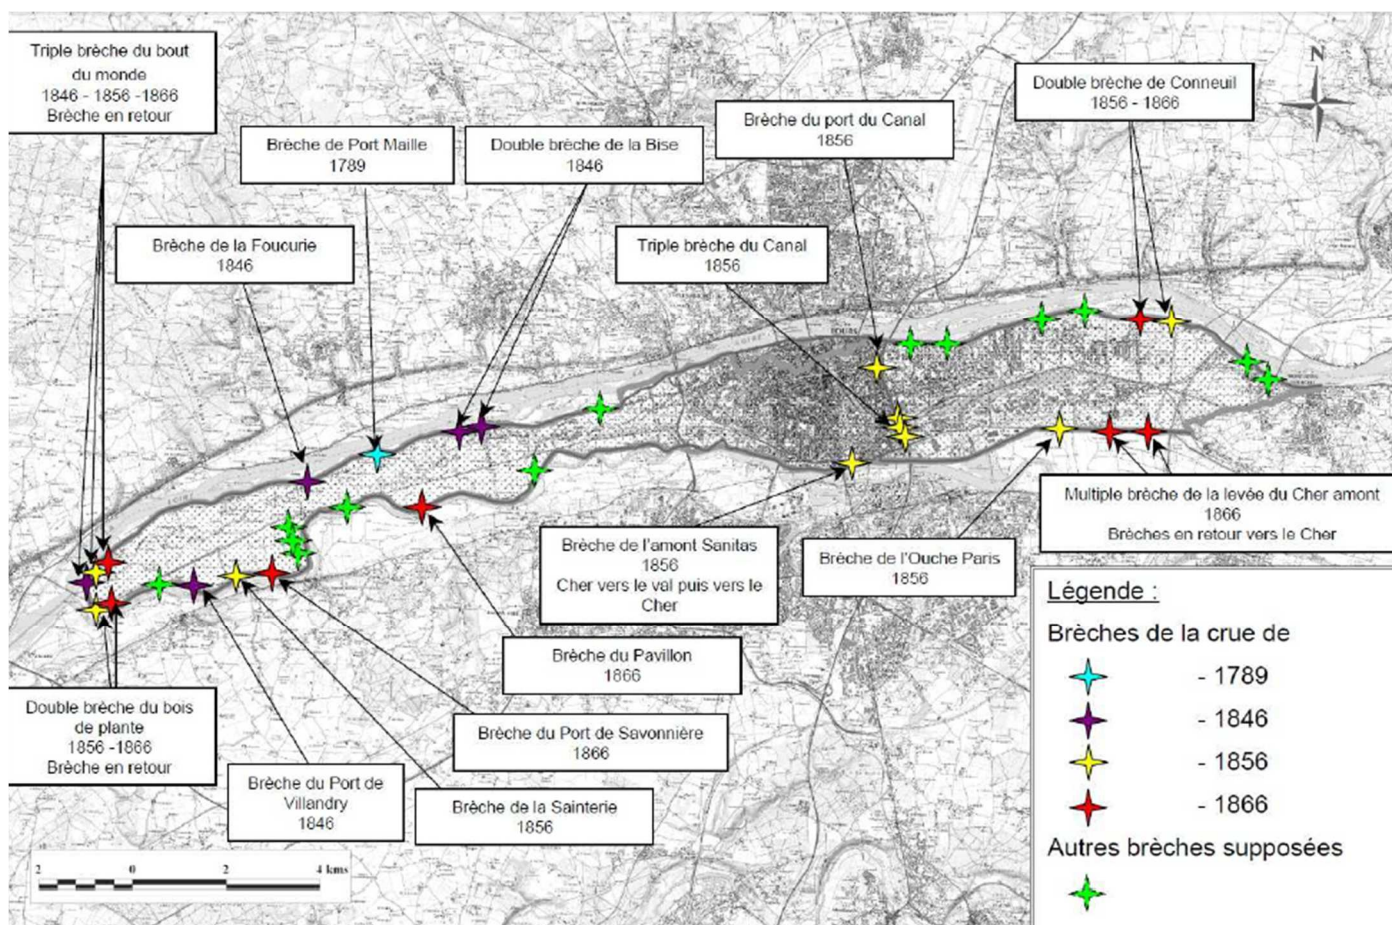 Triple brèche du bout
du monde
1846 - 1856 -1866
Brèche en retour
Brèche de Port Maille
1789
Double brèche de la Bise
1846
Brèche du port du Canal
1856
Double brèche de Conneuil
1856 - 1866
N
Brèche de la Foucurie
1846
Triple brèche du Canal
1856
TOURS
LOIRE
Brèche de l'amont Sanitas
1856
Cher vers le val puis vers le
Cher
Brèche de l'Ouche Paris
1856
Multiple brèche de la levée du Cher amont
1866
Brèches en retour vers le Cher
Brèche du Pavillon
1866
Double brèche du bois
de plante
1856 -1866
Brèche en retour
Brèche du Port de Savonnière
1866
Brèche du Port de
Villandry
1846
Brèche de la Sainterie
1856
2 0 2 4 kms
Légende :
Brèches de la crue de
- 1789
- 1846
- 1856
- 1866
Autres brèches supposées